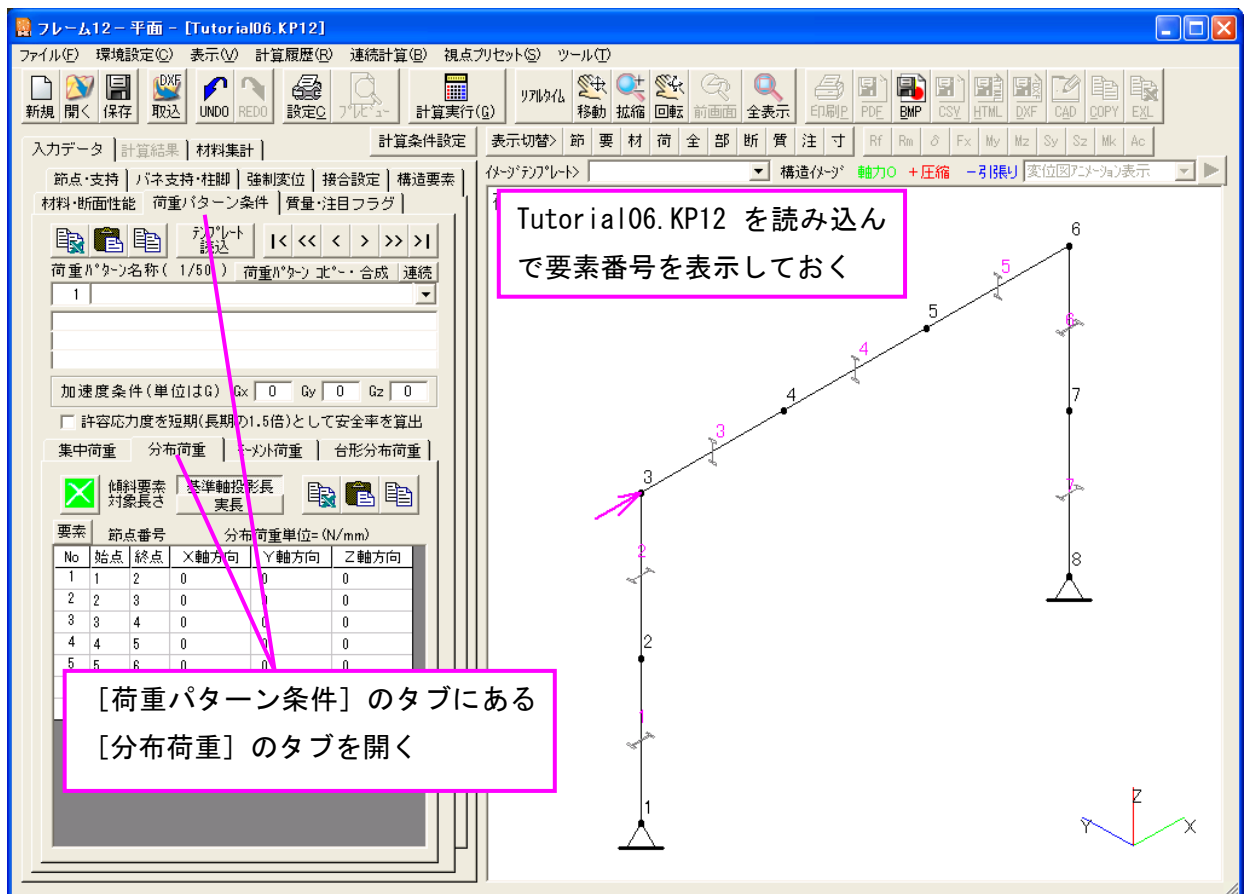 フレーム12 - 平面 - [Tutorial06.KP12]
ファイル(F) 環境設定(C) 表示(V) 計算履歴(R) 連続計算(B) 視点プリセット(S) ツール(T)
新規 開く 保存 取込 UNDO REDO 設定C プレビュー 計算実行(G) リアルタイム 移動 拡縮 回転 前画面 全表示 印刷P PDF BMP CSV HTML DXF CAD COPY EXL
入力データ 計算結果 材料集計 計算条件設定 表示切替> 節 要 材 荷 全 部 断 質 注 寸 Rf Rm δ Fx My Mz Sy Sz Mk Ac
イメージテンプレート> 構造イメージ 軸力○ +圧縮 -引張り 変位図アニメーション表示
節点・支持 バネ支持・柱脚 強制変位 接合設定 構造要素
材料・断面性能 荷重パターン条件 質量・注目フラグ
テンプレート読込 |< << < > >> >|
荷重パターン名称( 1/50 ) 荷重パターン コピー・合成 連続
1
加速度条件(単位はG) Gx 0 Gy 0 Gz 0
許容応力度を短期(長期の1.5倍)として安全率を算出
集中荷重 分布荷重 モーメント荷重 台形分布荷重
傾斜要素対象長さ 基準軸投影長 実長
要素 節点番号 分布荷重単位=(N/mm)
No 始点 終点 X軸方向 Y軸方向 Z軸方向
1 1 2 0 0 0
2 2 3 0 0 0
3 3 4 0 0 0
4 4 5 0 0 0
5 5 6 0 0 0
[荷重パターン条件] のタブにある
[分布荷重] のタブを開く
Tutorial06.KP12 を読み込ん
で要素番号を表示しておく
6
5
6
5
4
4
7
3
3
7
2
8
2
1
1
Z
Y
X